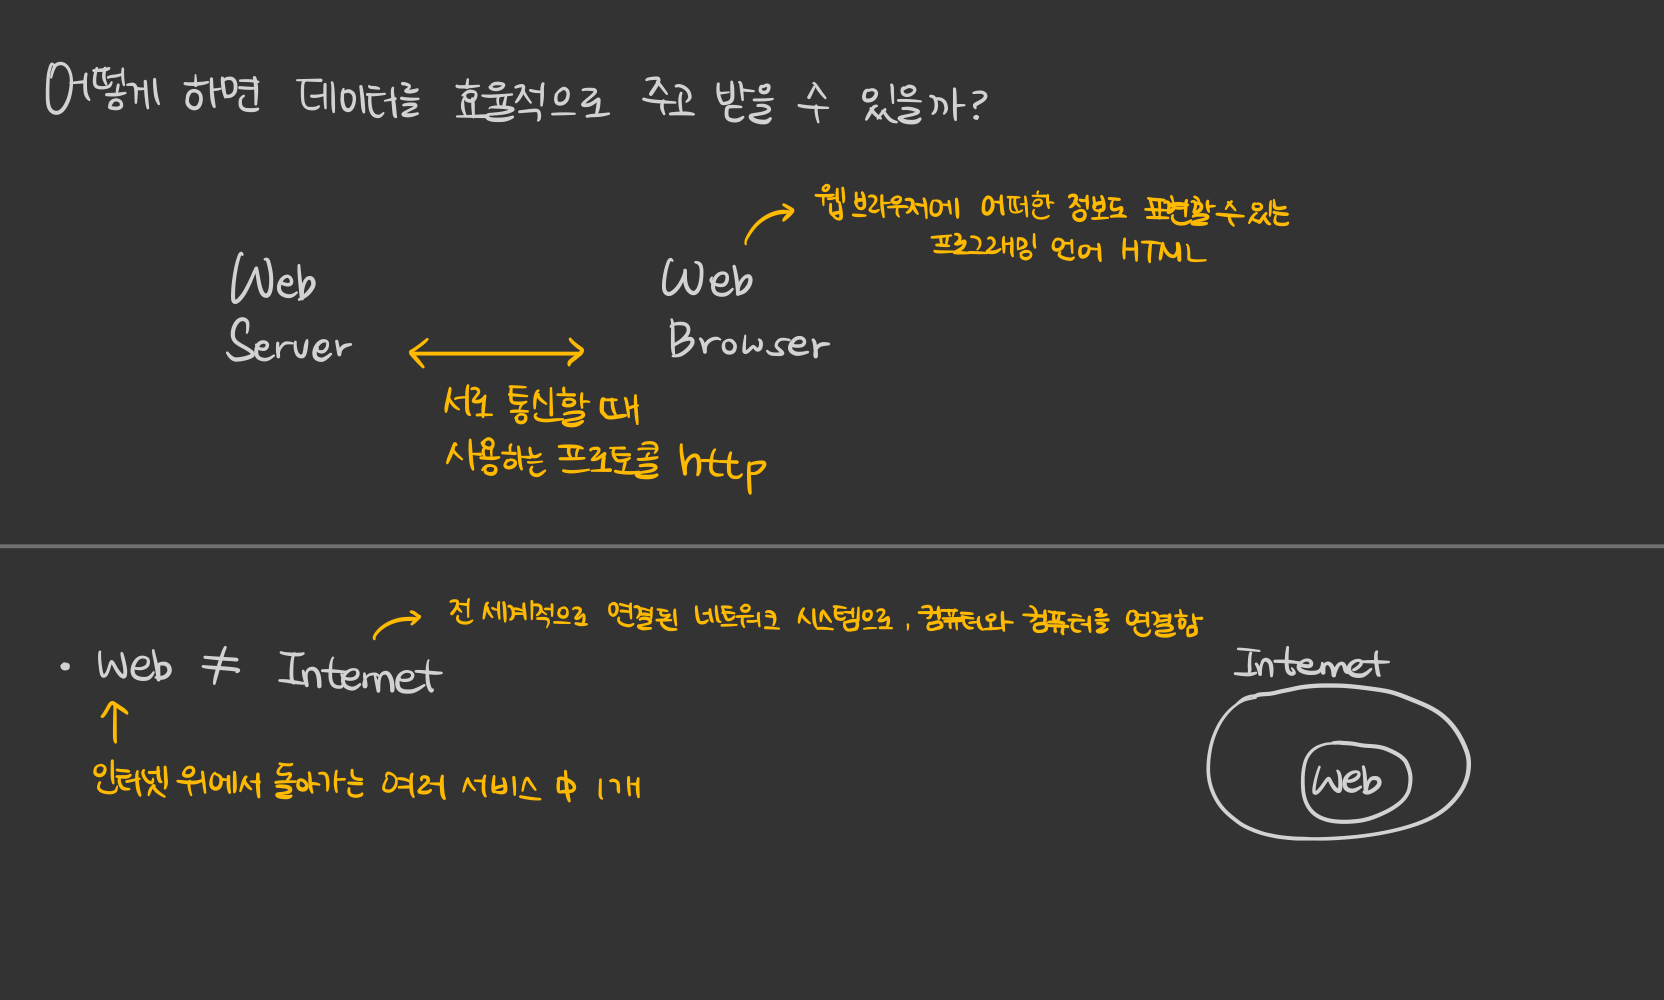 어떻게 하면 데이터를 효율적으로 주고 받을 수 있을까?
웹 브라우저에 어떠한 정보도 표현할 수 있는
프로그래밍 언어 HTML
Web
Server
Web
Browser
서로 통신할 때
사용하는 프로토콜 http
전 세계적으로 연결된 네트워크 시스템으로, 컴퓨터와 컴퓨터를 연결함
• Web ≠ Internet
인터넷 위에서 돌아가는 여러 서비스 中 1개
Internet
Web